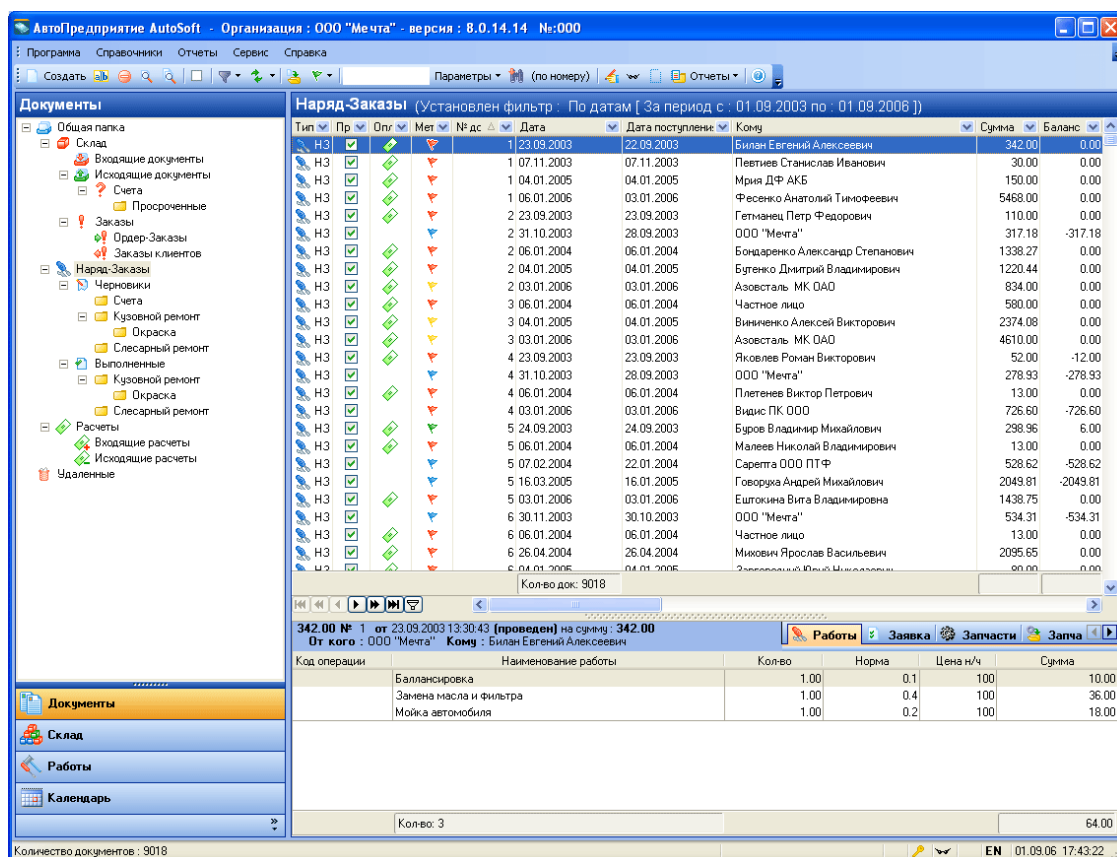 АвтоПредприятие AutoSoft - Организация : ООО "Мечта" - версия : 8.0.14.14 №:000
Программа Справочники Отчеты Сервис Справка
Создать Параметры (по номеру) Отчеты
Документы
Общая папка
Склад
Входящие документы
Исходящие документы
Счета
Просроченные
Заказы
Ордер-Заказы
Заказы клиентов
Наряд-Заказы
Черновики
Счета
Кузовной ремонт
Окраска
Слесарный ремонт
Выполненные
Кузовной ремонт
Окраска
Слесарный ремонт
Расчеты
Входящие расчеты
Исходящие расчеты
Удаленные
Документы
Склад
Работы
Календарь
Наряд-Заказы (Установлен фильтр : По датам [ За период с : 01.09.2003 по : 01.09.2006 ])
Тип Пр Опл Мет № дс Дата Дата поступление Кому Сумма Баланс
НЗ 1 23.09.2003 22.09.2003 Билан Евгений Алексеевич 342.00 0.00
НЗ 1 07.11.2003 07.11.2003 Певтиев Станислав Иванович 30.00 0.00
НЗ 1 04.01.2005 04.01.2005 Мрия ДФ АКБ 150.00 0.00
НЗ 1 06.01.2006 03.01.2006 Фесенко Анатолий Тимофеевич 5468.00 0.00
НЗ 2 23.09.2003 23.09.2003 Гетманец Петр Федорович 110.00 0.00
НЗ 2 31.10.2003 28.09.2003 ООО "Мечта" 317.18 -317.18
НЗ 2 06.01.2004 06.01.2004 Бондаренко Александр Степанович 1338.27 0.00
НЗ 2 04.01.2005 04.01.2005 Бутенко Дмитрий Владимирович 1220.44 0.00
НЗ 2 03.01.2006 03.01.2006 Азовсталь МК ОАО 834.00 0.00
НЗ 3 06.01.2004 06.01.2004 Частное лицо 580.00 0.00
НЗ 3 04.01.2005 04.01.2005 Виниченко Алексей Викторович 2374.08 0.00
НЗ 3 03.01.2006 03.01.2006 Азовсталь МК ОАО 4610.00 0.00
НЗ 4 23.09.2003 23.09.2003 Яковлев Роман Викторович 52.00 -12.00
НЗ 4 31.10.2003 28.09.2003 ООО "Мечта" 278.93 -278.93
НЗ 4 06.01.2004 06.01.2004 Плетенев Виктор Петрович 13.00 0.00
НЗ 4 03.01.2006 03.01.2006 Видис ПК ООО 726.60 -726.60
НЗ 5 24.09.2003 24.09.2003 Буров Владимир Михайлович 298.96 6.00
НЗ 5 06.01.2004 06.01.2004 Малеев Николай Владимирович 13.00 0.00
НЗ 5 07.02.2004 22.01.2004 Сарепта ООО ПТФ 528.62 -528.62
НЗ 5 16.03.2005 16.01.2005 Говоруха Андрей Михайлович 2049.81 -2049.81
НЗ 5 03.01.2006 03.01.2006 Ештокина Вита Владимировна 1438.75 0.00
НЗ 6 30.11.2003 30.10.2003 ООО "Мечта" 534.31 -534.31
НЗ 6 06.01.2004 06.01.2004 Частное лицо 13.00 0.00
НЗ 6 26.04.2004 26.04.2004 Михович Ярослав Васильевич 2095.65 0.00
НЗ 6 04.01.2005 04.01.2005 80.00 0.00
Кол-во док: 9018
342.00 № 1 от 23.09.2003 13:30:43 (проведен) на сумму : 342.00
От кого : ООО "Мечта" Кому : Билан Евгений Алексеевич
Работы Заявка Запчасти Запча
Код операции Наименование работы Кол-во Норма Цена н/ч Сумма
Баллансировка 1.00 0.1 100 10.00
Замена масла и фильтра 1.00 0.4 100 36.00
Мойка автомобиля 1.00 0.2 100 18.00
Кол-во: 3 64.00
Количество документов : 9018 EN 01.09.06 17:43:22